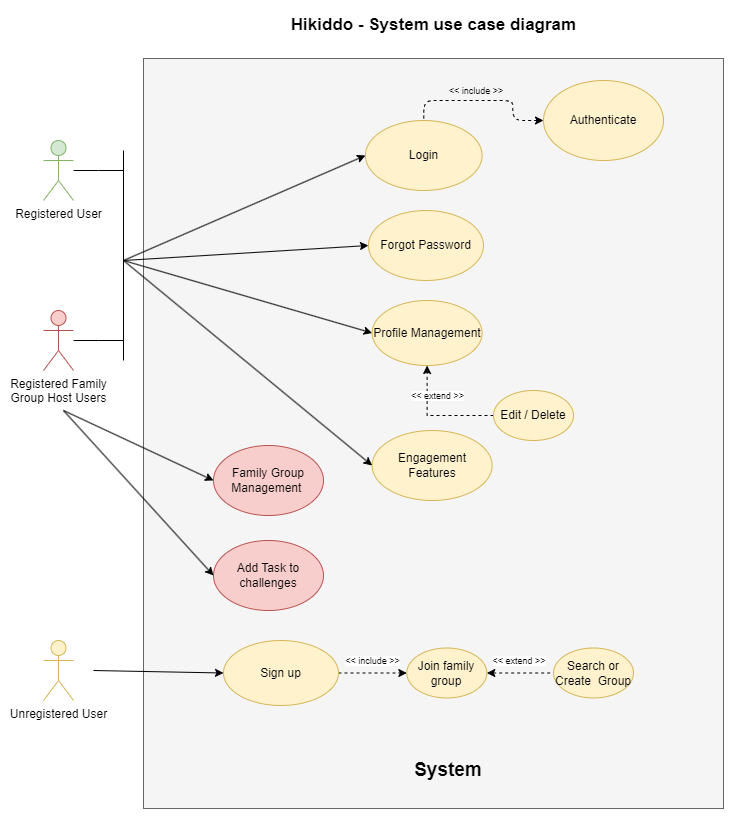 Hikiddo - System use case diagram
<< include >>
Authenticate
Login
Registered User
Forgot Password
Profile Management
<< extend >>
Edit / Delete
Registered Family
Group Host Users
Engagement
Features
Family Group
Management
Add Task to
challenges
Unregistered User
Sign up
<< include >>
Join family
group
<< extend >>
Search or
Create  Group
System